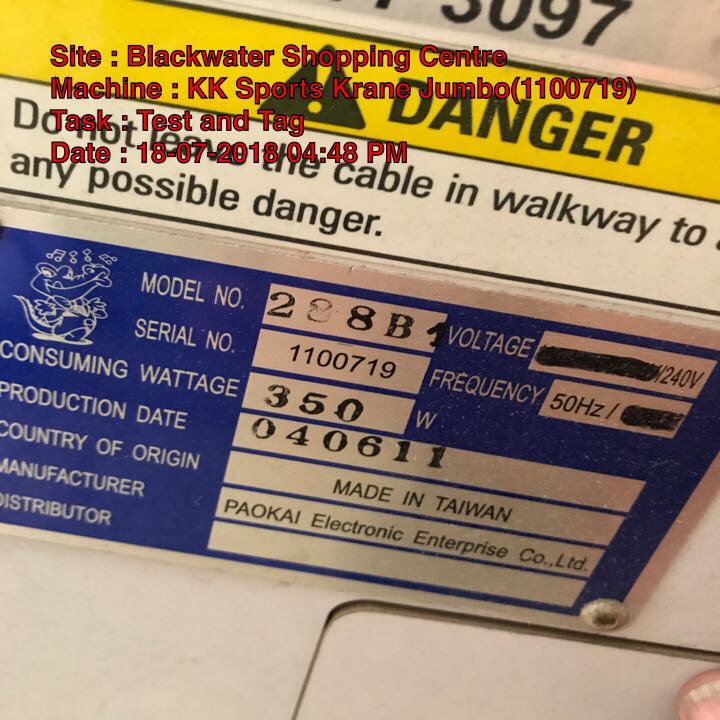 3097
Site : Blackwater Shopping Centre
Machine : KK Sports Krane Jumbo(1100719)
Task : Test and Tag
Date : 18-07-2018 04:48 PM
DANGER
Do not leave the cable in walkway to
any possible danger.
MODEL NO. 288B1
SERIAL NO. 1100719
CONSUMING WATTAGE 350 W
PRODUCTION DATE 040611
COUNTRY OF ORIGIN MADE IN TAIWAN
MANUFACTURER PAOKAI Electronic Enterprise Co.,Ltd.
DISTRIBUTOR
VOLTAGE /240V
FREQUENCY 50Hz /